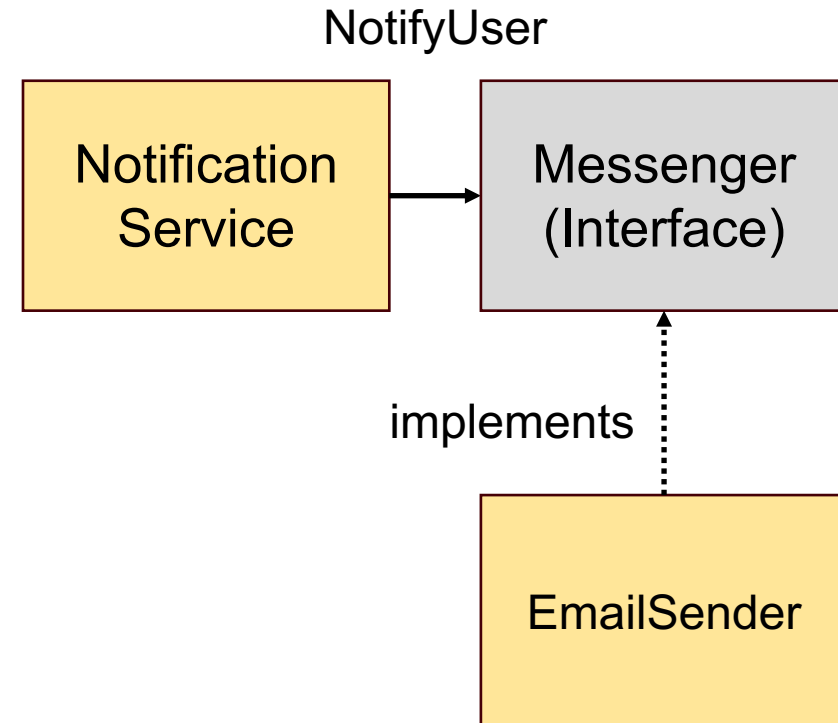 NotifyUser
Notification
Service
Messenger
(Interface)
implements
EmailSender